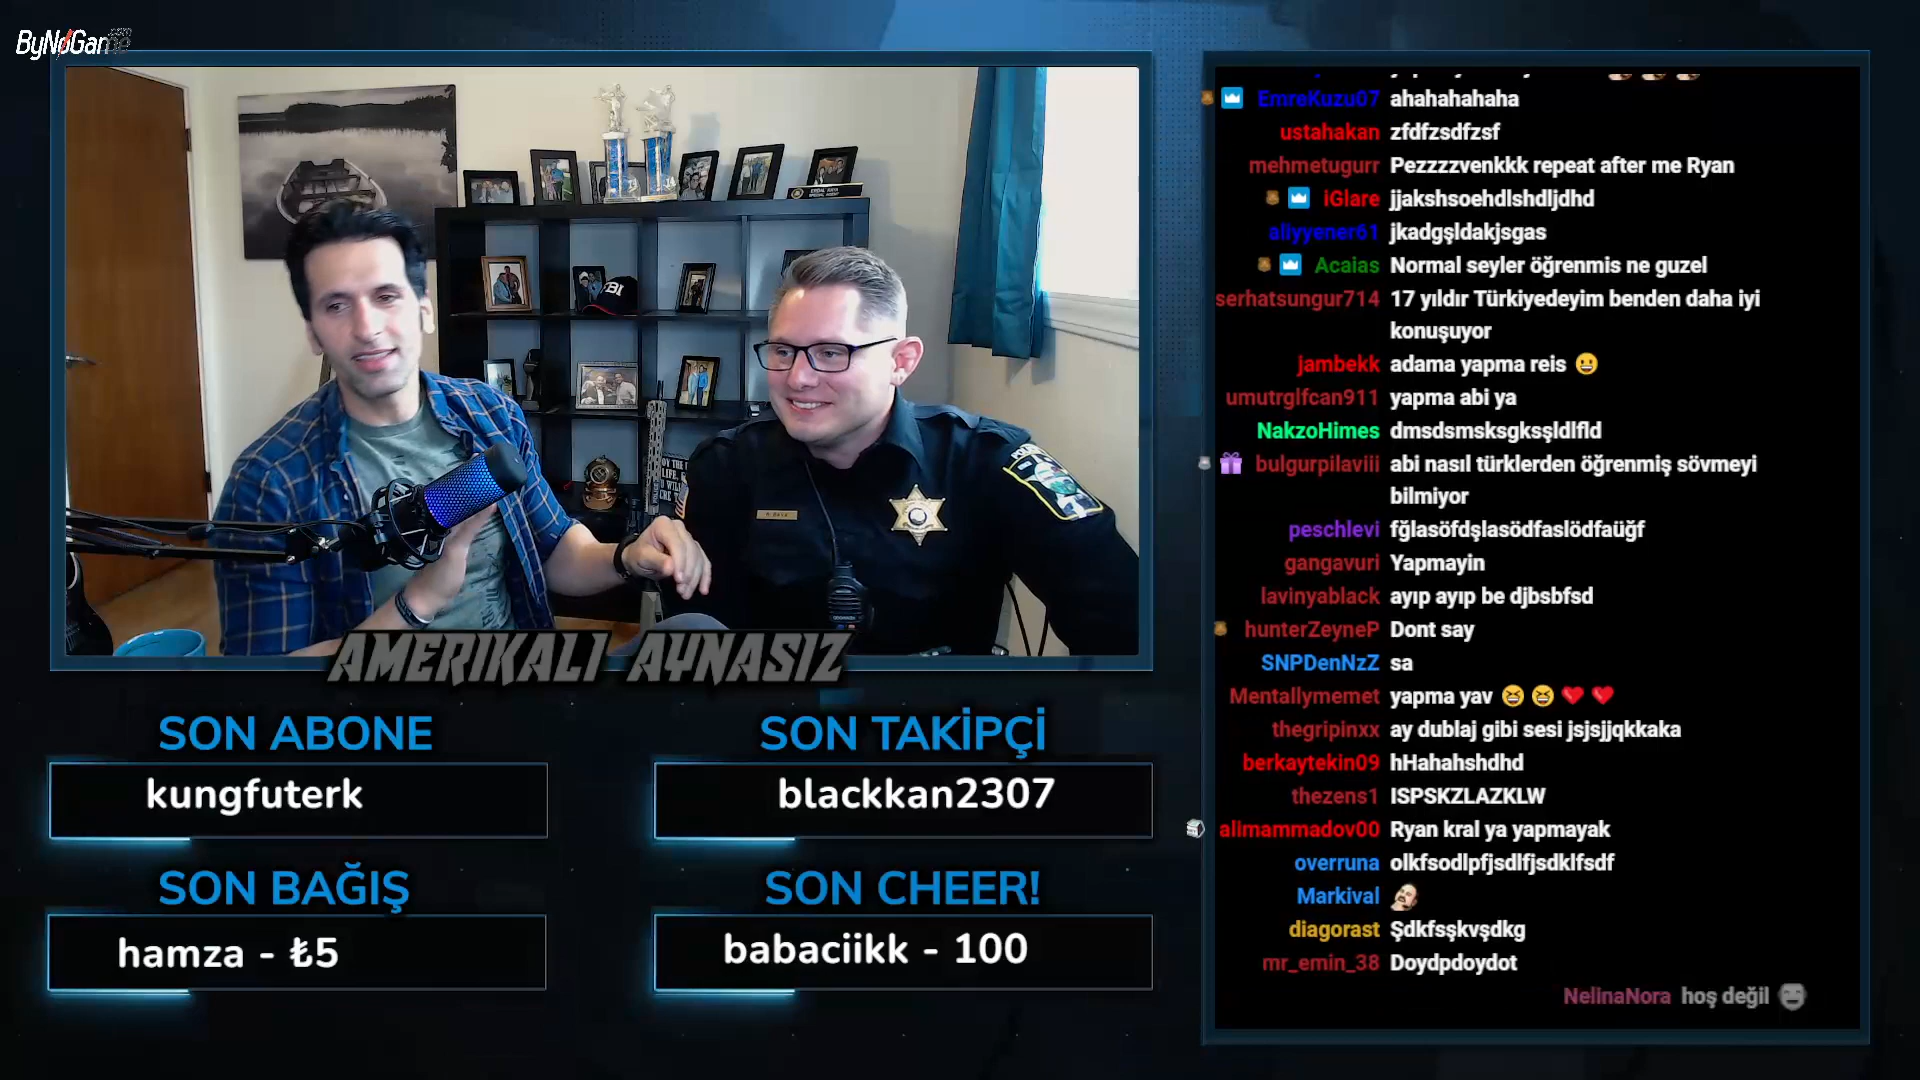 ByNoGame
.com
FBI
POLICE
AMERIKALI AYNASIZ
SON ABONE
kungfuterk
SON TAKİPÇİ
blackkan2307
SON BAĞIŞ
hamza - ₺5
SON CHEER!
babaciikk - 100
EmreKuzu07 ahahahahaha
ustahakan zfdfzsdfzsf
mehmetugurr Pezzzzvenkkk repeat after me Ryan
iGlare jjakshsoehdlshdljdhd
aliyyener61 jkadgşldakjsgas
Acaias Normal seyler öğrenmis ne guzel
serhatsungur714 17 yıldır Türkiyedeyim benden daha iyi
konuşuyor
jambekk adama yapma reis 😀
umutrglfcan911 yapma abi ya
NakzoHimes dmsdsmsksgksşldlfld
bulgurpilaviii abi nasıl türklerden öğrenmiş sövmeyi
bilmiyor
peschlevi fğlasöfdşlasödfaslödfaüğf
gangavuri Yapmayin
lavinyablack ayıp ayıp be djbsbfsd
hunterZeyneP Dont say
SNPDenNzZ sa
Mentallymemet yapma yav 😆 😆 ❤️ ❤️
thegripinxx ay dublaj gibi sesi jsjsjjqkkaka
berkaytekin09 hHahahshdhd
thezens1 ISPSKZLAZKLW
alimammadov00 Ryan kral ya yapmayak
overruna olkfsodlpfjsdlfjsdklfsdf
Markival
diagorast Şdkfsşkvşdkg
mr_emin_38 Doydpdoydot
NelinaNora hoş değil